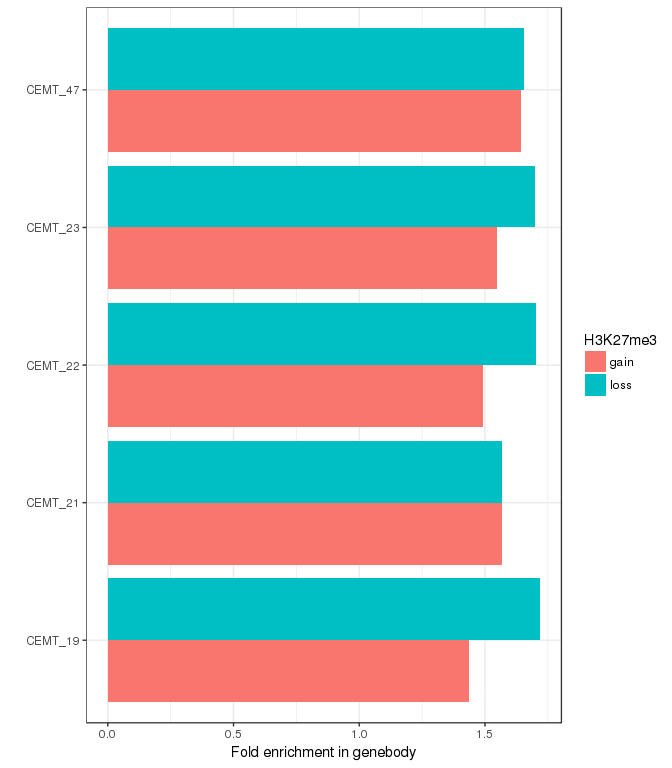 CEMT_47
CEMT_23
CEMT_22
CEMT_21
CEMT_19
0.0 0.5 1.0 1.5
Fold enrichment in genebody
H3K27me3
gain
loss